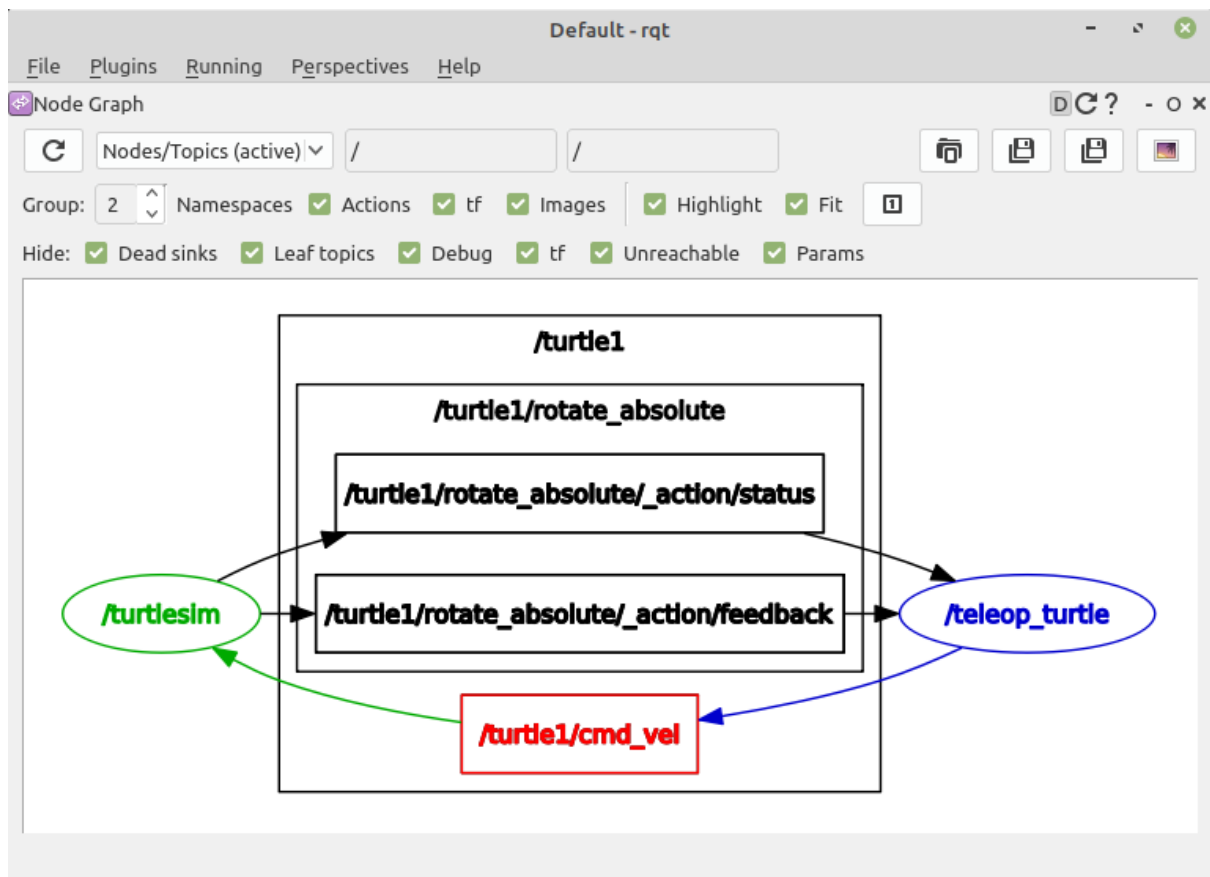 Default - rqt
File Plugins Running Perspectives Help
Node Graph D C ? - O ×
Nodes/Topics (active) / /
Group: 2 Namespaces Actions tf Images Highlight Fit 1
Hide: Dead sinks Leaf topics Debug tf Unreachable Params
/turtle1
/turtle1/rotate_absolute
/turtle1/rotate_absolute/_action/status
/turtlesim /turtle1/rotate_absolute/_action/feedback /teleop_turtle
/turtle1/cmd_vel